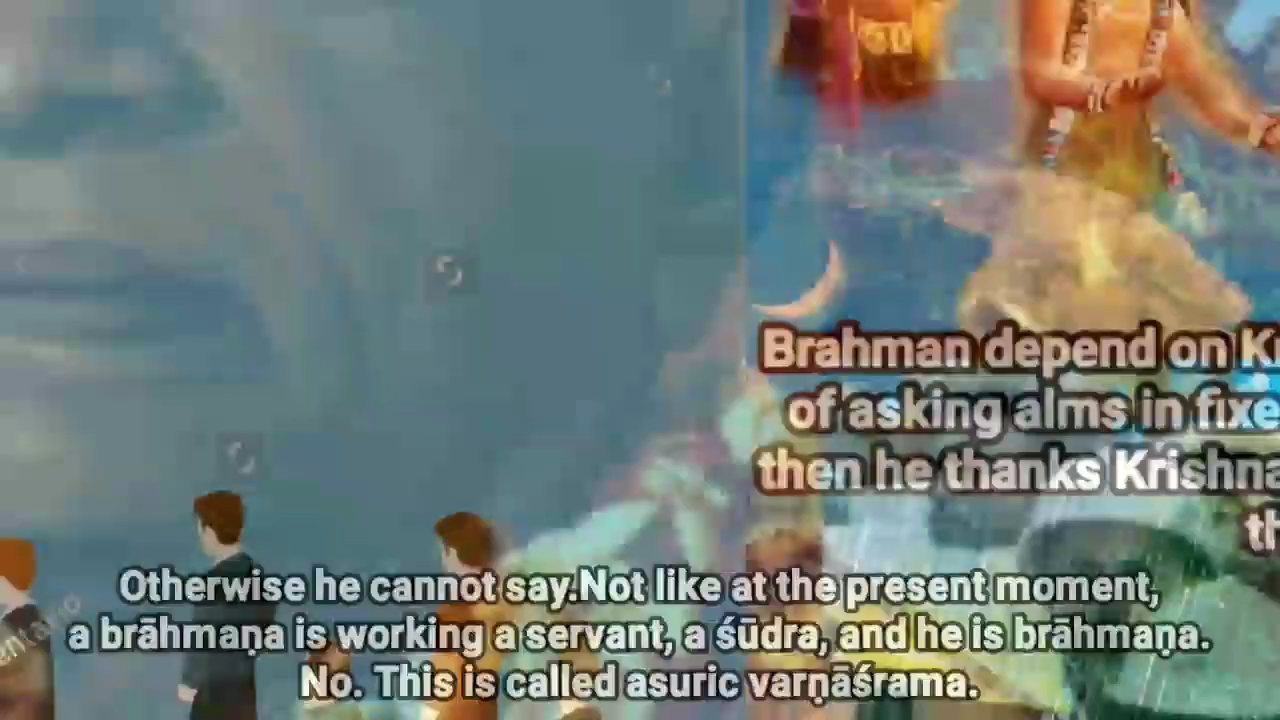 Brahman depend on
of asking alms in fixe
then he thanks Krishna
th
Otherwise he cannot say.Not like at the present moment,
a brāhmaṇa is working a servant, a śūdra, and he is brāhmaṇa.
No. This is called asuric varṇāśrama.